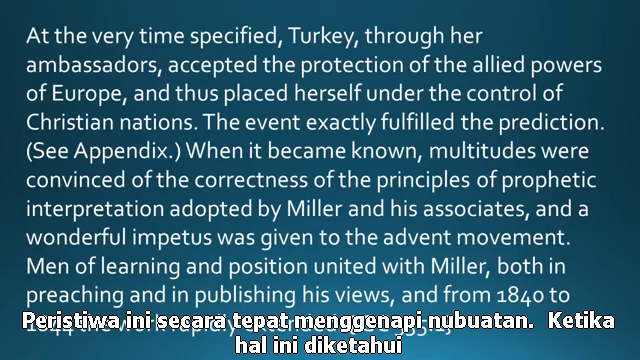 At the very time specified, Turkey, through her
ambassadors, accepted the protection of the allied powers
of Europe, and thus placed herself under the control of
Christian nations. The event exactly fulfilled the prediction.
(See Appendix.) When it became known, multitudes were
convinced of the correctness of the principles of prophetic
interpretation adopted by Miller and his associates, and a
wonderful impetus was given to the advent movement.
Men of learning and position united with Miller, both in
preaching and in publishing his views, and from 1840 to
Peristiwa ini secara tepat menggenapi nubuatan. Ketika
hal ini diketahui